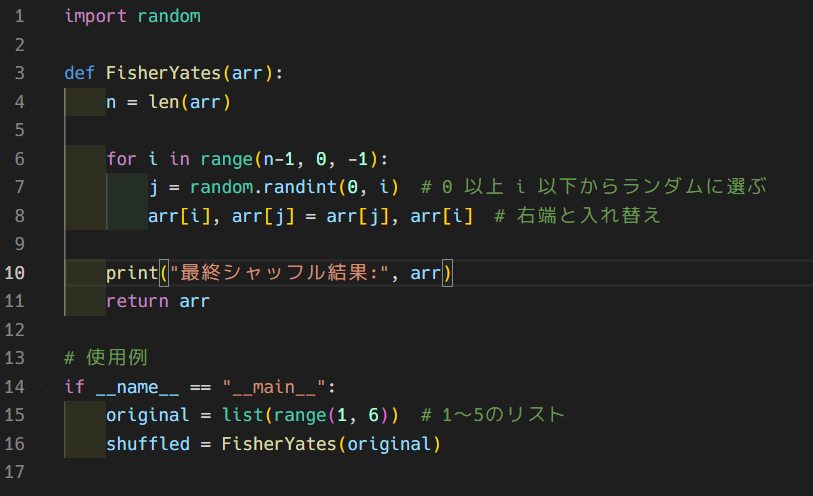 1 import random
2
3 def FisherYates(arr):
4     n = len(arr)
5
6     for i in range(n-1, 0, -1):
7         j = random.randint(0, i)  # 0 以上 i 以下からランダムに選ぶ
8         arr[i], arr[j] = arr[j], arr[i]  # 右端と入れ替え
9
10     print("最終シャッフル結果:", arr)
11     return arr
12
13 # 使用例
14 if __name__ == "__main__":
15     original = list(range(1, 6))  # 1～5のリスト
16     shuffled = FisherYates(original)
17